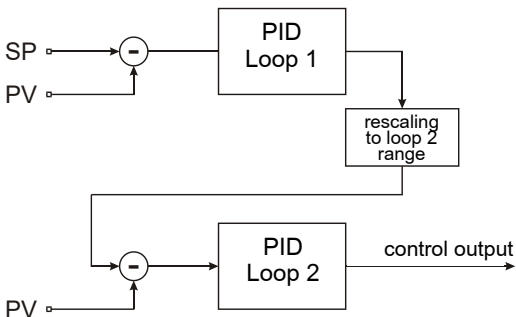 SP
PV
-
PID
Loop 1
rescaling
to loop 2
range
-
PID
Loop 2
control output
PV